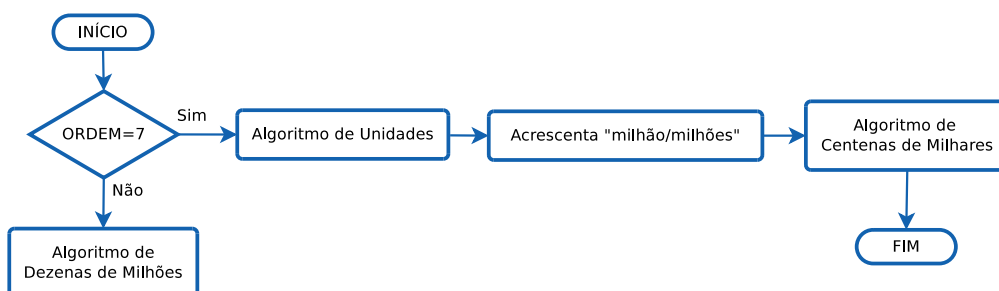 INÍCIO
ORDEM=7
Sim
Algoritmo de Unidades
Acrescenta "milhão/milhões"
Algoritmo de
Centenas de Milhares
Não
Algoritmo de
Dezenas de Milhões
FIM